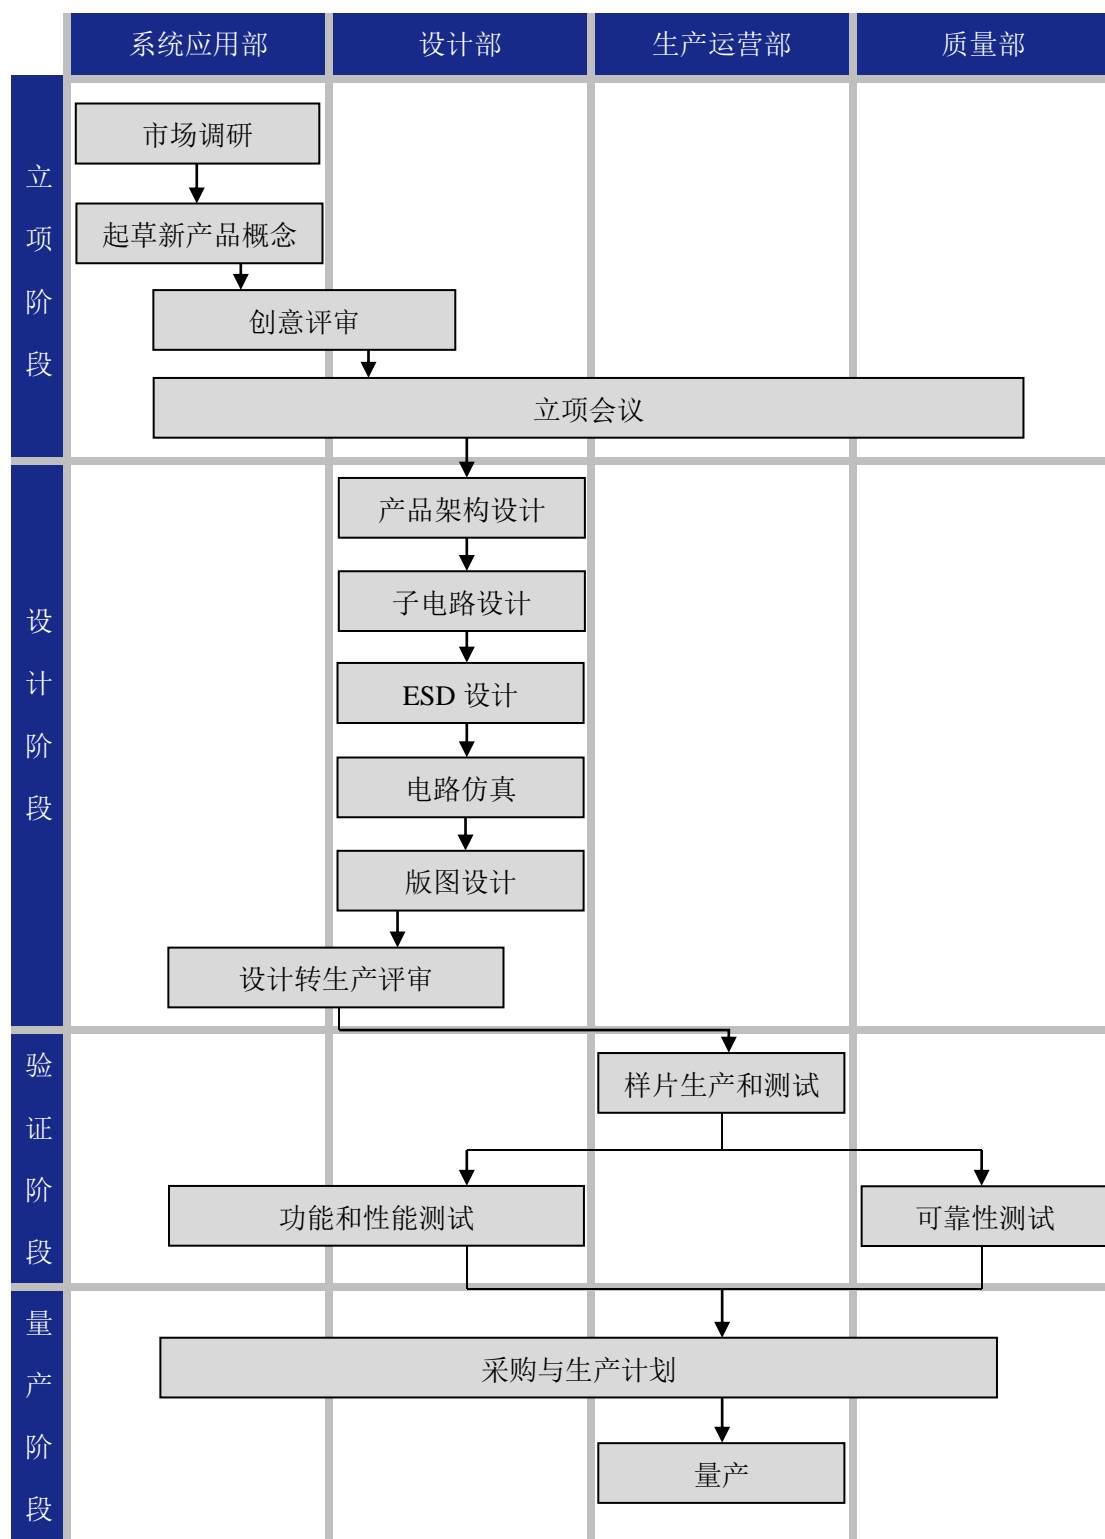 系统应用部 设计部 生产运营部 质量部
立项阶段
市场调研
起草新产品概念
创意评审
立项会议
设计阶段
产品架构设计
子电路设计
ESD 设计
电路仿真
版图设计
设计转生产评审
验证阶段
样片生产和测试
功能和性能测试 可靠性测试
量产阶段
采购与生产计划
量产